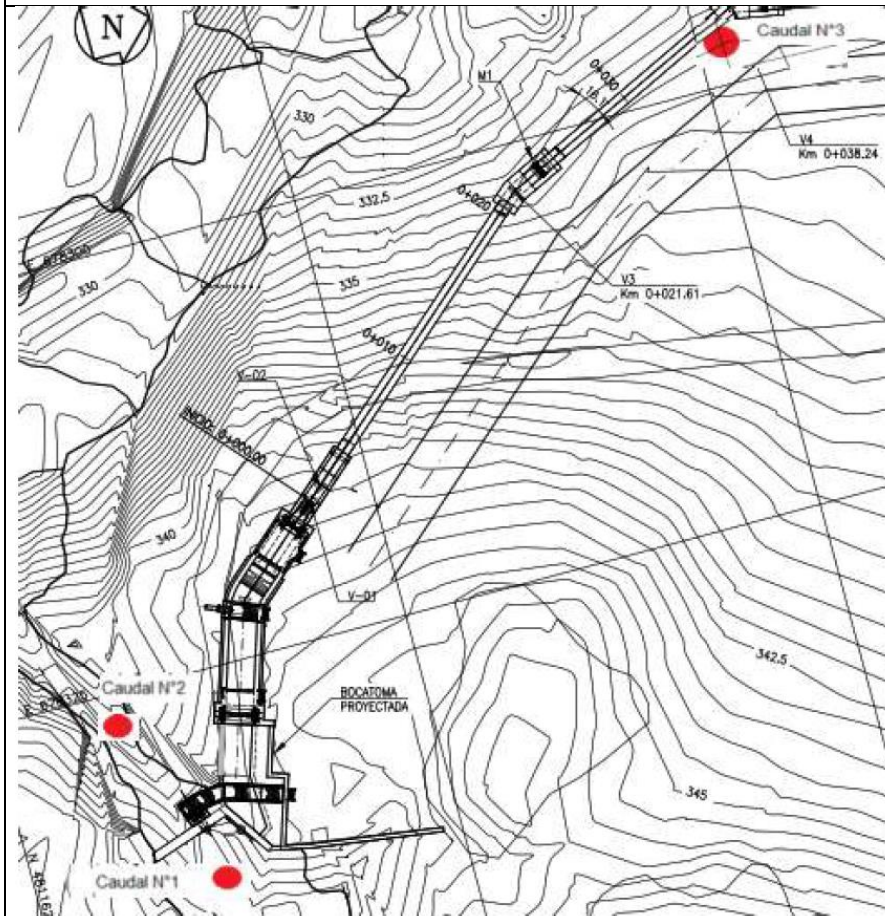 N
Caudal N°3
0+030
16.1
M1
330
V4
Km 0+038.24
0+020
332.5
330
335
V3
Km 0+021.61
0+010
V-02
INICIO: 0+000.00
340
V-01
342.5
Caudal N°2
BOCATOMA
PROYECTADA
345
Caudal N°1